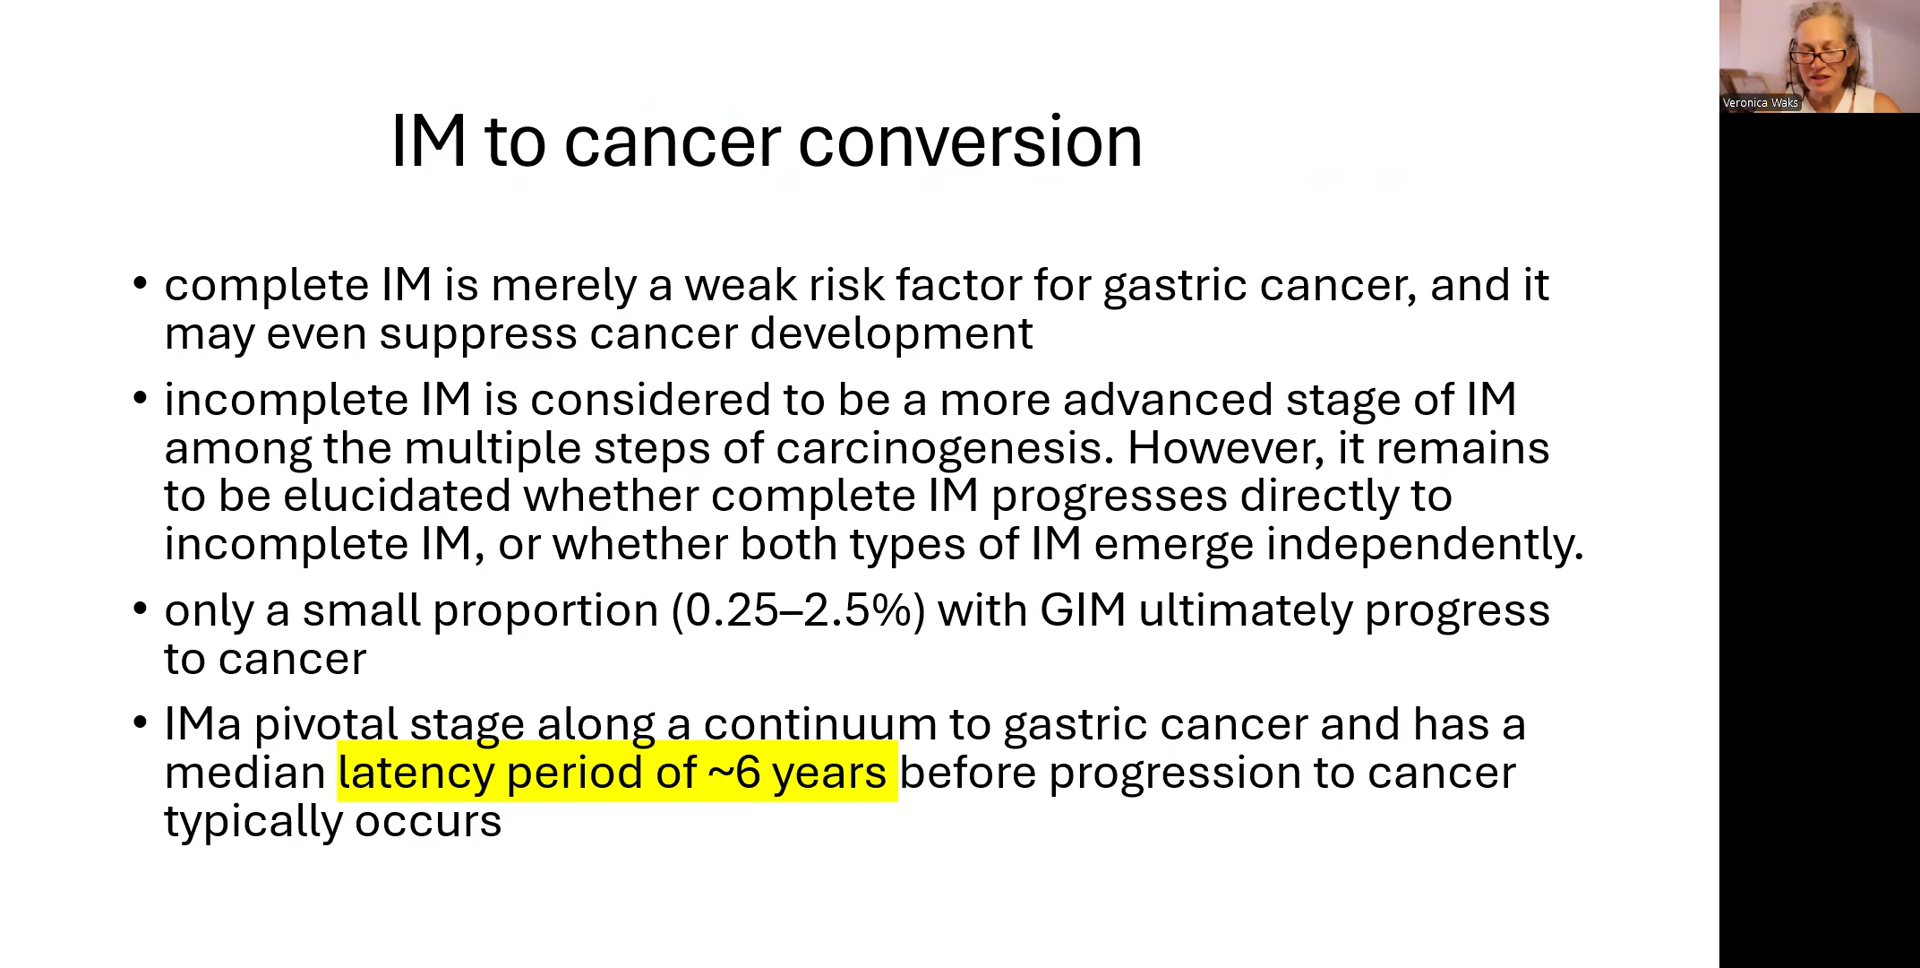 IM to cancer conversion
• complete IM is merely a weak risk factor for gastric cancer, and it
may even suppress cancer development
• incomplete IM is considered to be a more advanced stage of IM
among the multiple steps of carcinogenesis. However, it remains
to be elucidated whether complete IM progresses directly to
incomplete IM, or whether both types of IM emerge independently.
• only a small proportion (0.25–2.5%) with GIM ultimately progress
to cancer
• IMa pivotal stage along a continuum to gastric cancer and has a
median latency period of ~6 years before progression to cancer
typically occurs
Veronica Waks